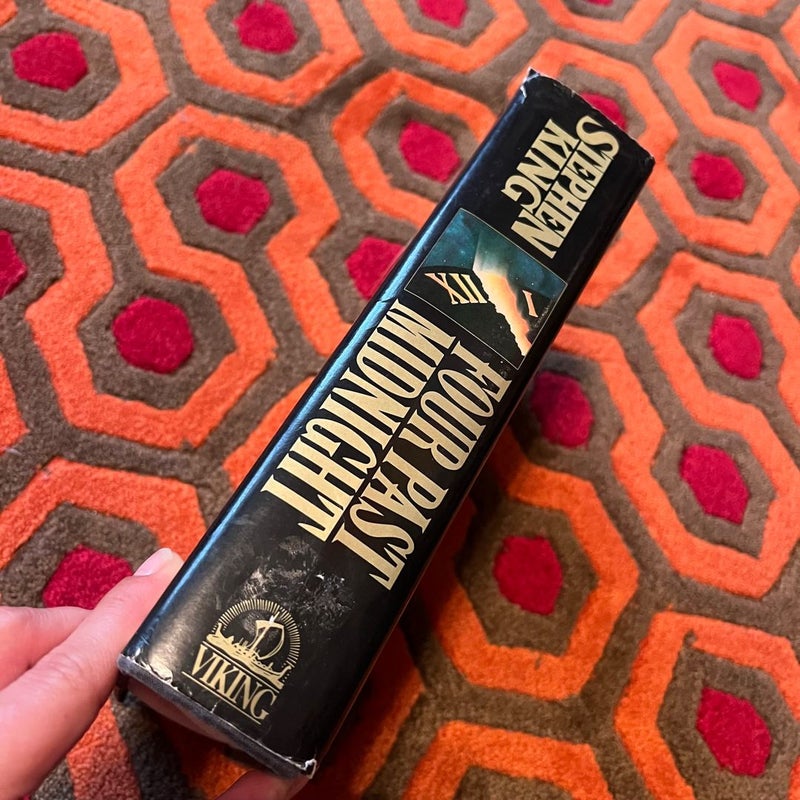 STEPHEN
KING
XII
I
FOUR PAST
MIDNIGHT
VIKING